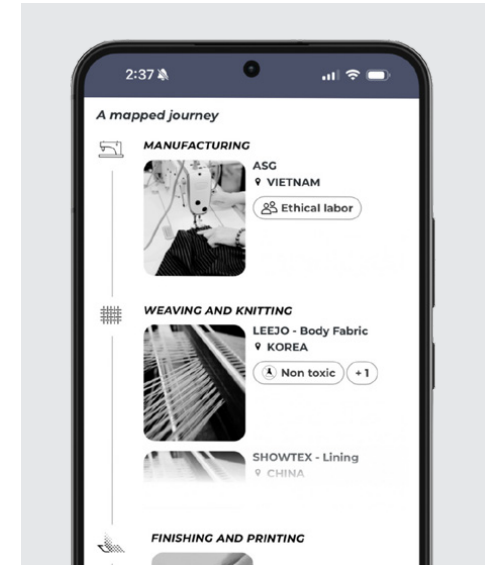 2:37
A mapped journey
MANUFACTURING
ASG
VIETNAM
Ethical labor
WEAVING AND KNITTING
LEEJO - Body Fabric
KOREA
Non toxic +1
SHOWTEX - Lining
CHINA
FINISHING AND PRINTING